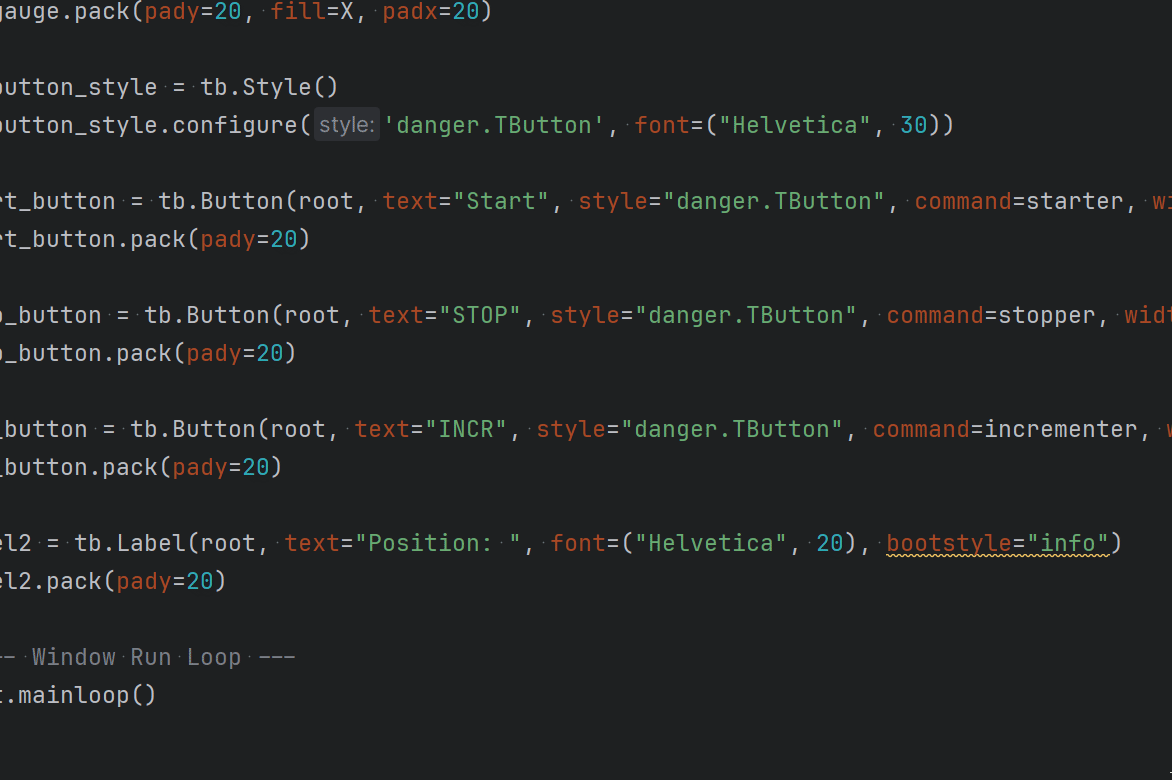 gauge.pack(pady=20, fill=X, padx=20)
button_style = tb.Style()
button_style.configure(style: 'danger.TButton', font=("Helvetica", 30))
rt_button = tb.Button(root, text="Start", style="danger.TButton", command=starter, wi
rt_button.pack(pady=20)
p_button = tb.Button(root, text="STOP", style="danger.TButton", command=stopper, widt
p_button.pack(pady=20)
_button = tb.Button(root, text="INCR", style="danger.TButton", command=incrementer, w
_button.pack(pady=20)
el2 = tb.Label(root, text="Position: ", font=("Helvetica", 20), bootstyle="info")
el2.pack(pady=20)
-- Window Run Loop ---
t.mainloop()